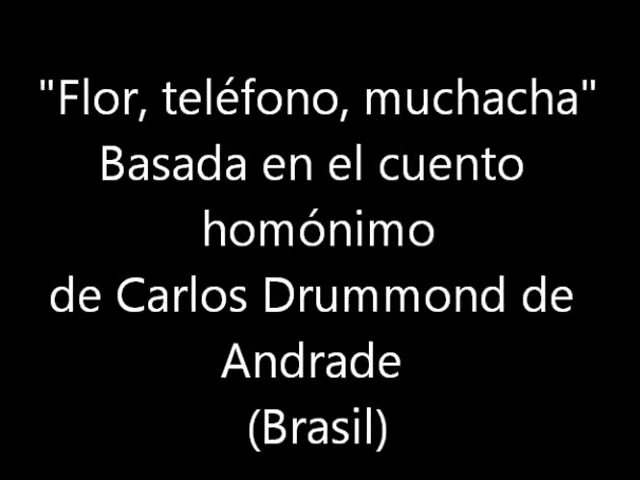 "Flor, teléfono, muchacha"
Basada en el cuento
homónimo
de Carlos Drummond de
Andrade
(Brasil)